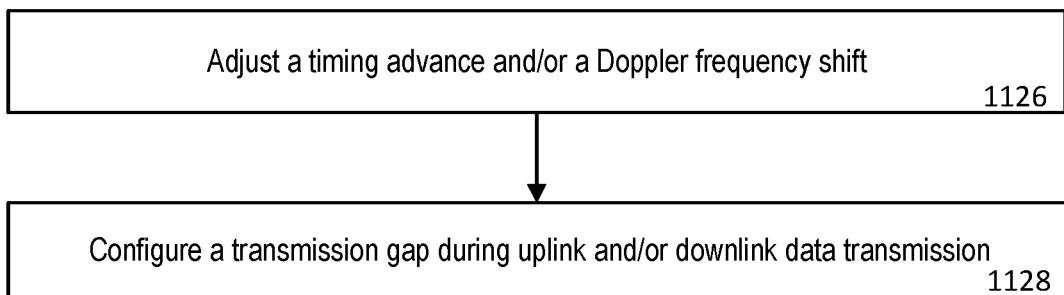 Adjust a timing advance and/or a Doppler frequency shift
1126
Configure a transmission gap during uplink and/or downlink data transmission
1128